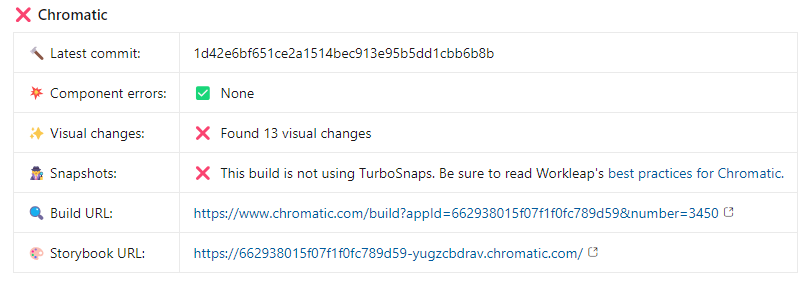 Chromatic
Latest commit: 1d42e6bf651ce2a1514bec913e95b5dd1cbb6b8b
Component errors: None
Visual changes: Found 13 visual changes
Snapshots: This build is not using TurboSnaps. Be sure to read Workleap's best practices for Chromatic.
Build URL: https://www.chromatic.com/build?appId=662938015f07f1f0fc789d59&number=3450
Storybook URL: https://662938015f07f1f0fc789d59-yugzcbdrav.chromatic.com/